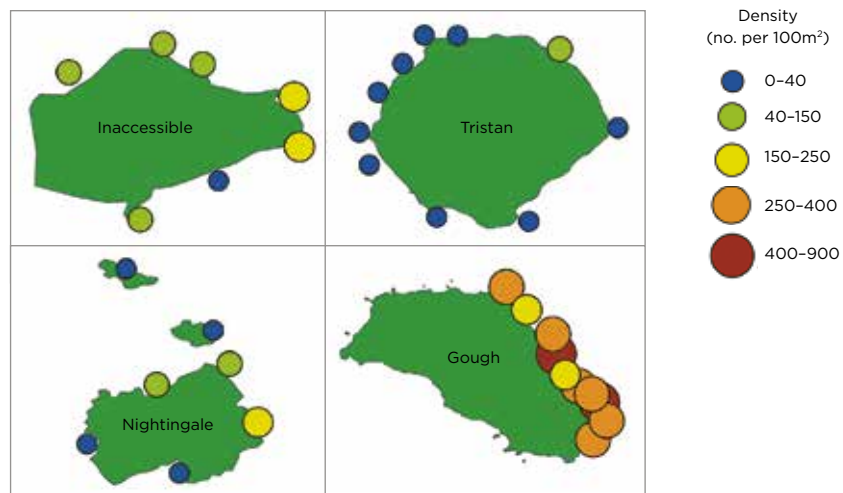 Inaccessible
Tristan
Nightingale
Gough
Density
(no. per 100m²)
0–40
40–150
150–250
250–400
400–900